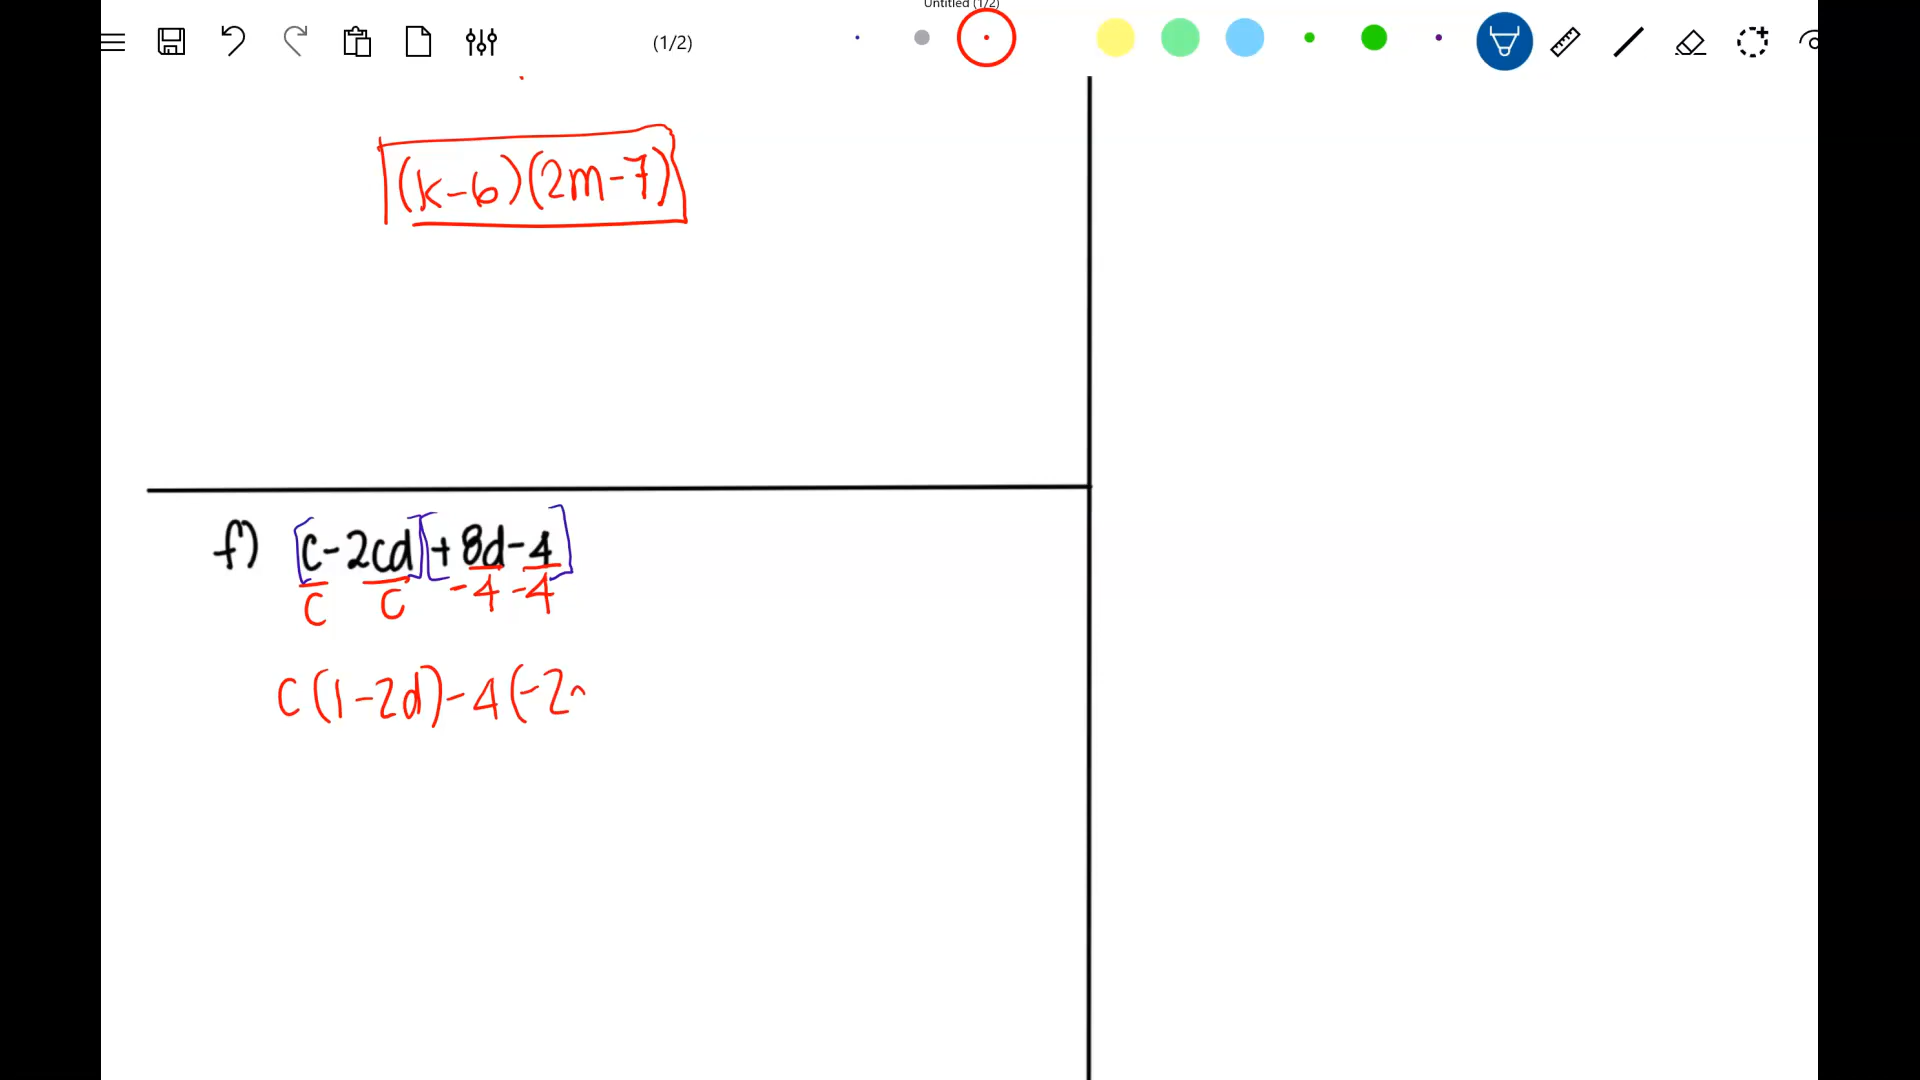 Untitled (1/2)
(1/2)
(k-6)(2m-7)
f) [c-2cd][+8d-4]
c c -4 -4
c(1-2d)-4(-2